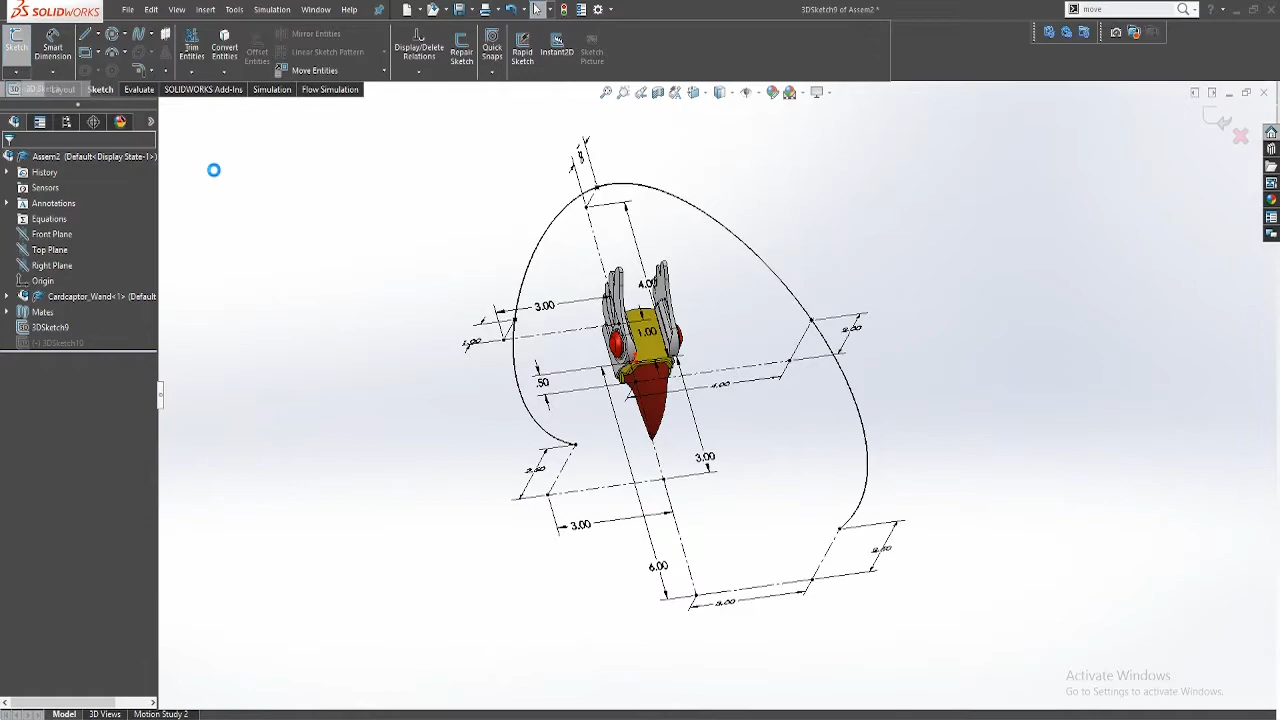 SOLIDWORKS File Edit View Insert Tools Simulation Window Help 3DSketch9 of Assem2 * move
Sketch Smart Dimension Trim Entities Convert Entities Offset Entities Mirror Entities Linear Sketch Pattern Move Entities Display/Delete Relations Repair Sketch Quick Snaps Rapid Sketch Instant2D Sketch Picture
Layout Sketch Evaluate SOLIDWORKS Add-Ins Simulation Flow Simulation
Assem2 (Default<Display State-1>)
History
Sensors
Annotations
Equations
Front Plane
Top Plane
Right Plane
Origin
Cardcaptor_Wand<1> (Default
Mates
3DSketch9
(-) 3DSketch10
4.00
3.00
1.00
1.00
.50
4.00
3.00
3.00
6.00
Activate Windows
Go to Settings to activate Windows.
Model 3D Views Motion Study 2